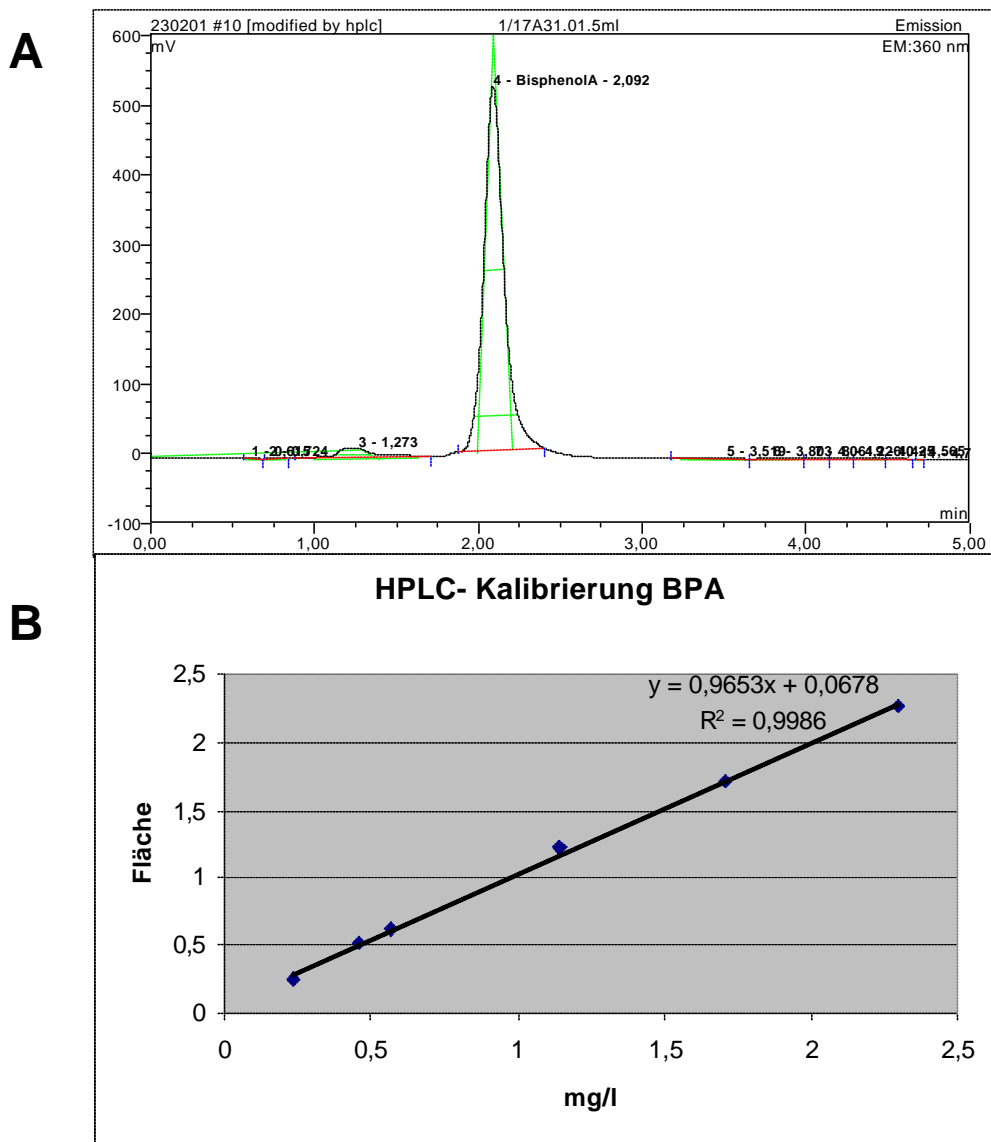 A
230201 #10 [modified by hplc] 1/17A31.01.5ml Emission
mV EM:360 nm
600
500
400
300
200
100
0
-100
4 - BisphenolA - 2,092
3 - 1,273
5 - 3,519
min
0,00 1,00 2,00 3,00 4,00 5,00
B
HPLC- Kalibrierung BPA
y = 0,9653x + 0,0678
R² = 0,9986
2,5
2
1,5
1
0,5
0
Fläche
0 0,5 1 1,5 2 2,5
mg/l